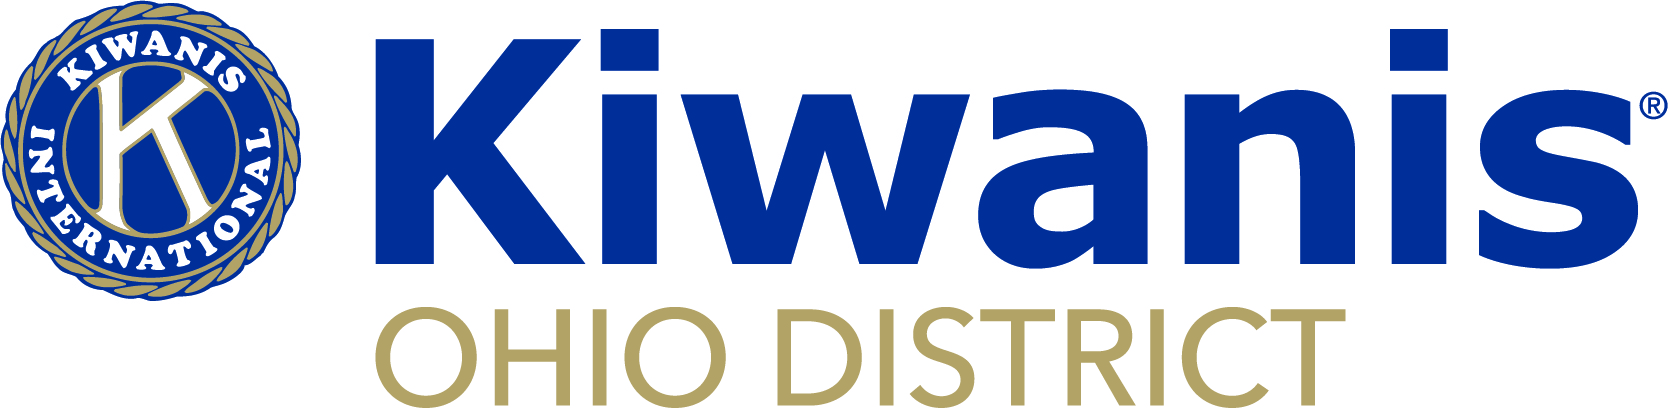 KIWANIS
K
INTERNATIONAL
Kiwanis®
OHIO DISTRICT